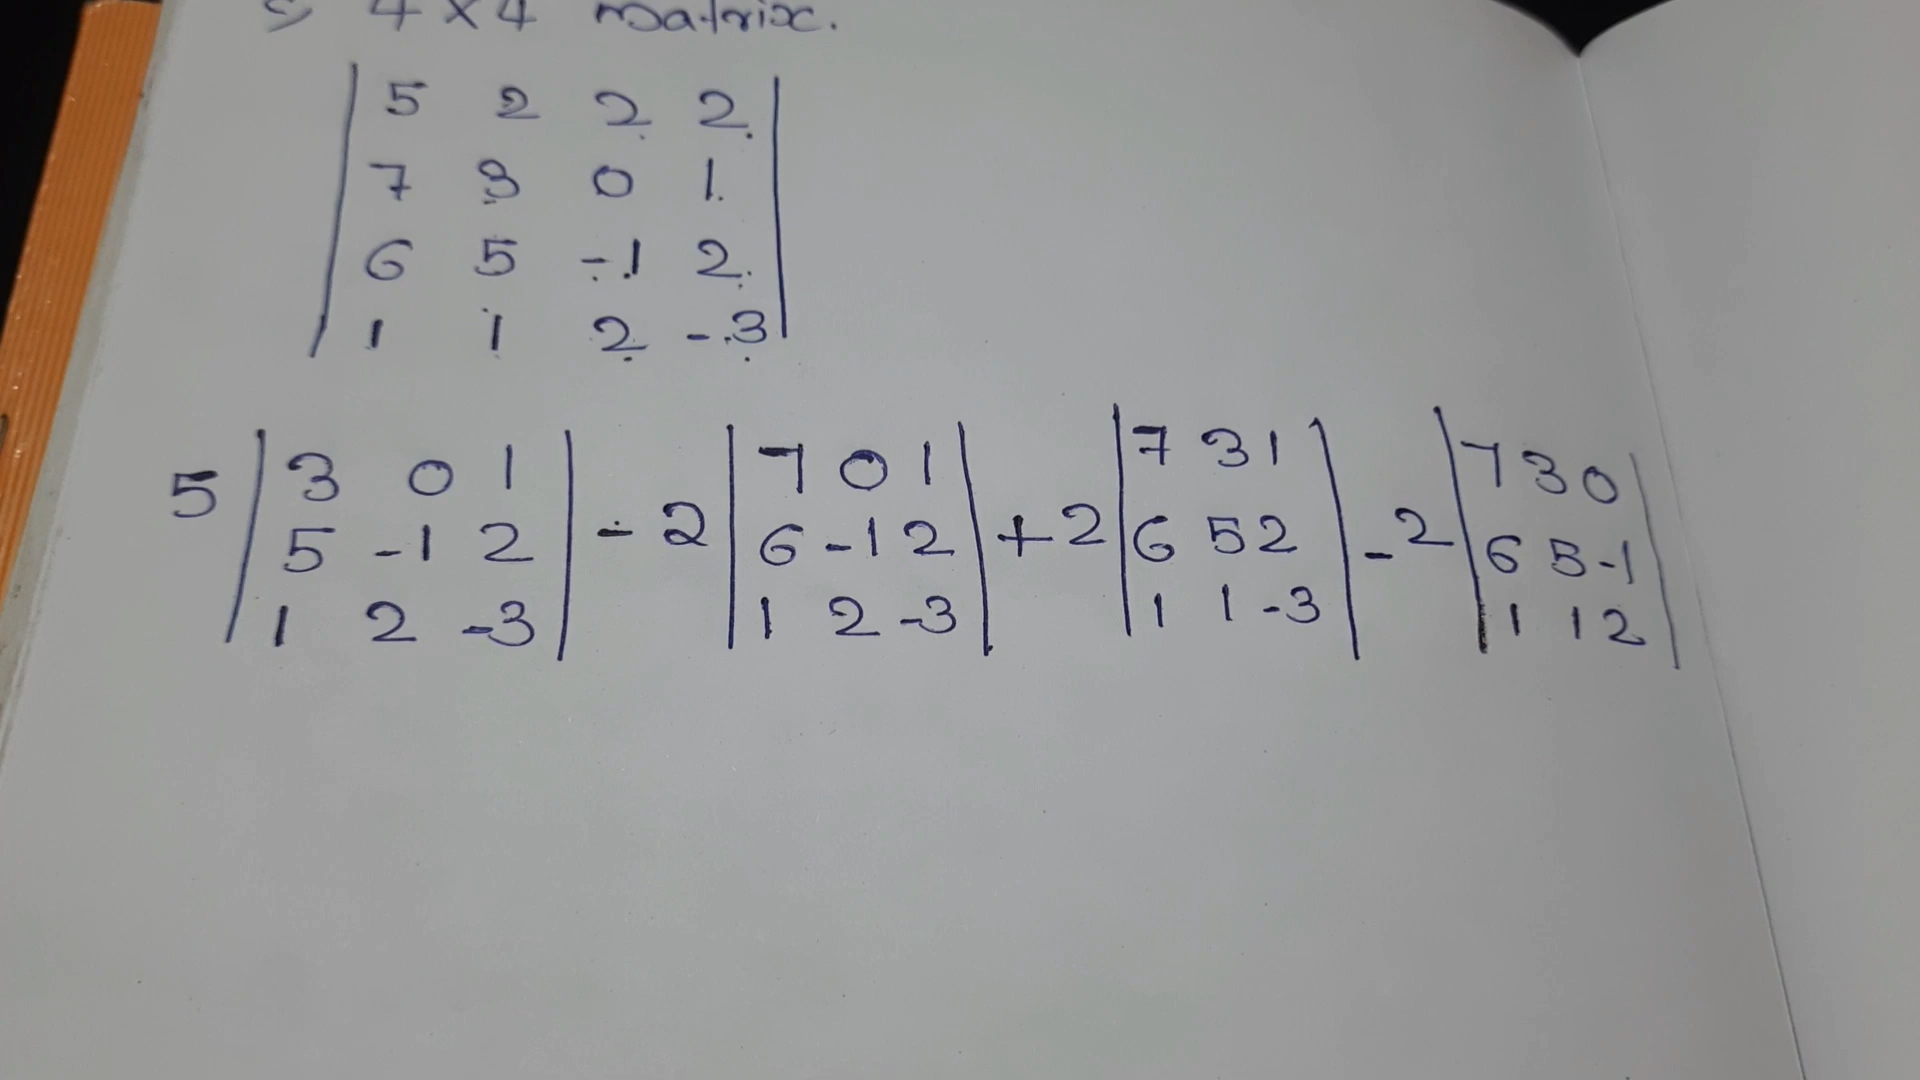 4 x 4 matrix.
| 5 2 2 2 |
| 7 3 0 1 |
| 6 5 -1 2 |
| 1 1 2 -3 |
5 | 3 0 1 | - 2 | 7 0 1 | + 2 | 7 3 1 | - 2 | 7 3 0 |
| 5 -1 2 | | 6 -1 2 | | 6 5 2 | | 6 5 -1 |
| 1 2 -3 | | 1 2 -3 | | 1 1 -3 | | 1 1 2 |